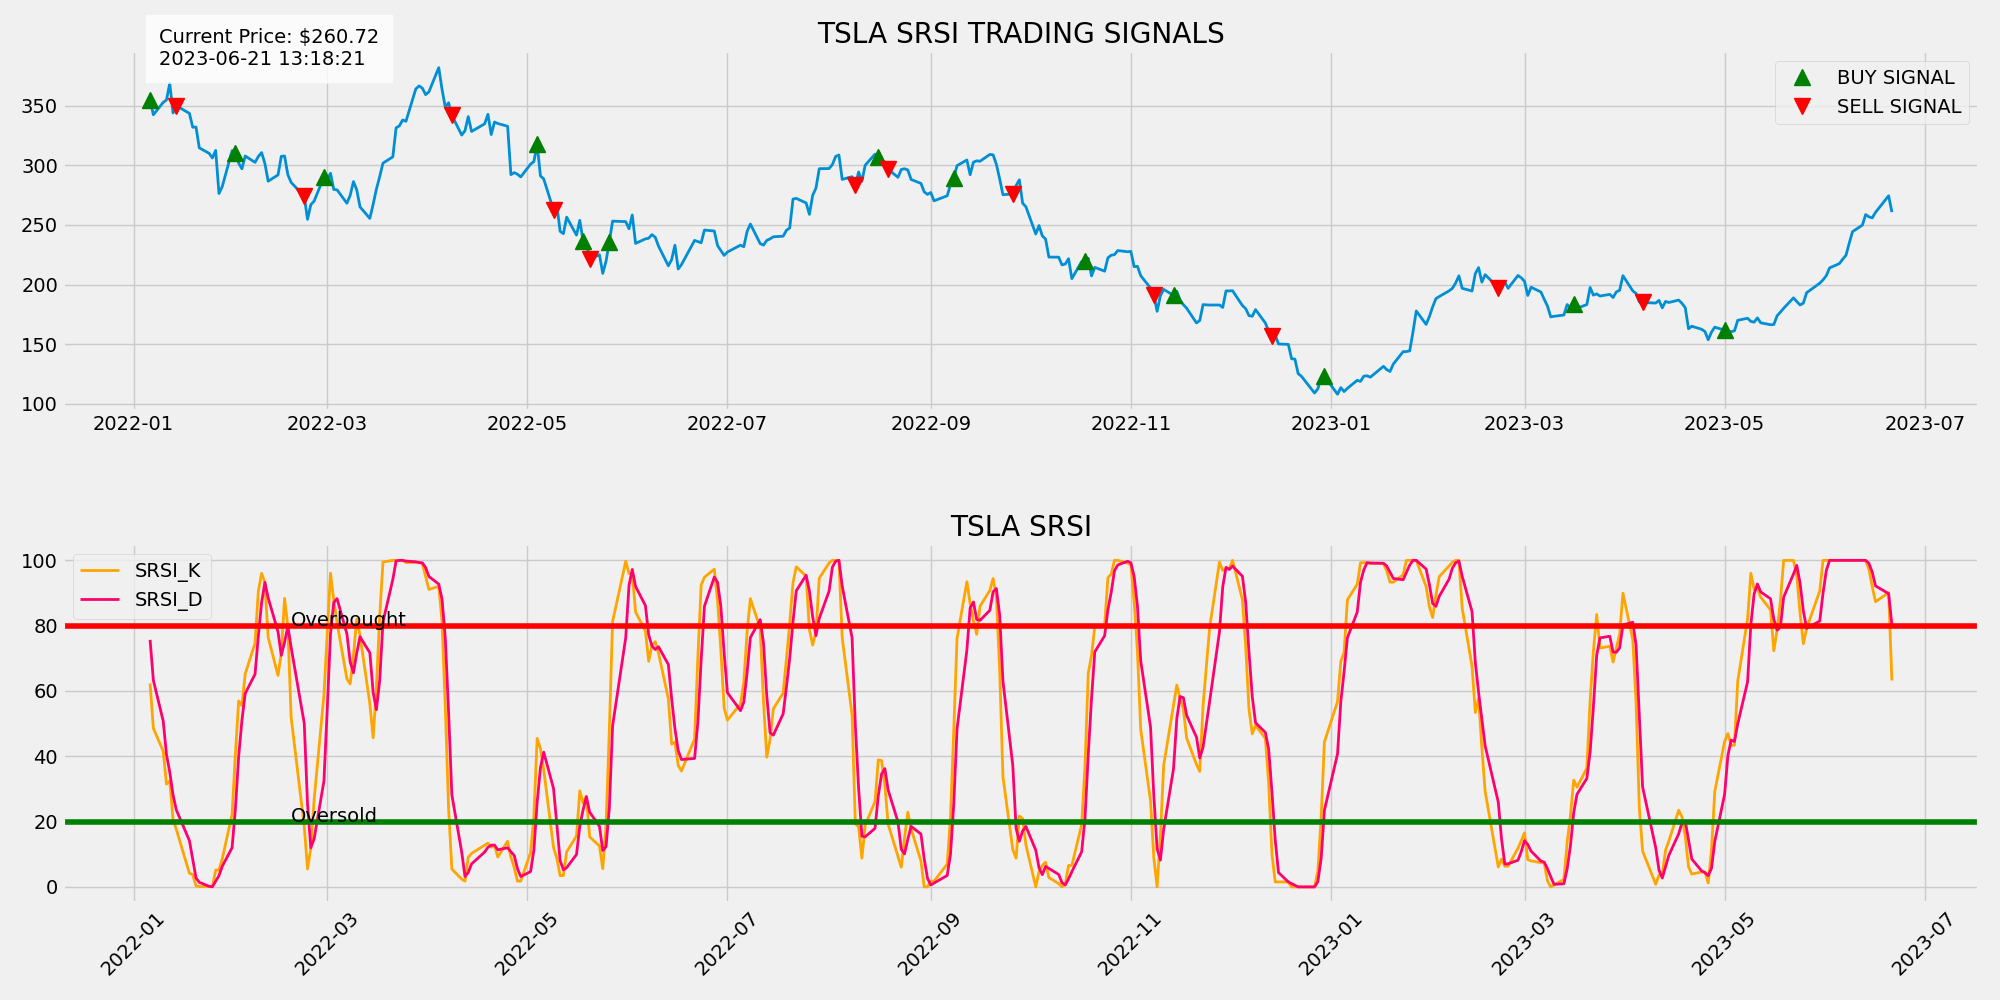 TSLA SRSI TRADING SIGNALS
Current Price: $260.72
2023-06-21 13:18:21
BUY SIGNAL
SELL SIGNAL
350
300
250
200
150
100
2022-01 2022-03 2022-05 2022-07 2022-09 2022-11 2023-01 2023-03 2023-05 2023-07
TSLA SRSI
SRSI_K
SRSI_D
Overbought
Oversold
100
80
60
40
20
0
2022-01 2022-03 2022-05 2022-07 2022-09 2022-11 2023-01 2023-03 2023-05 2023-07